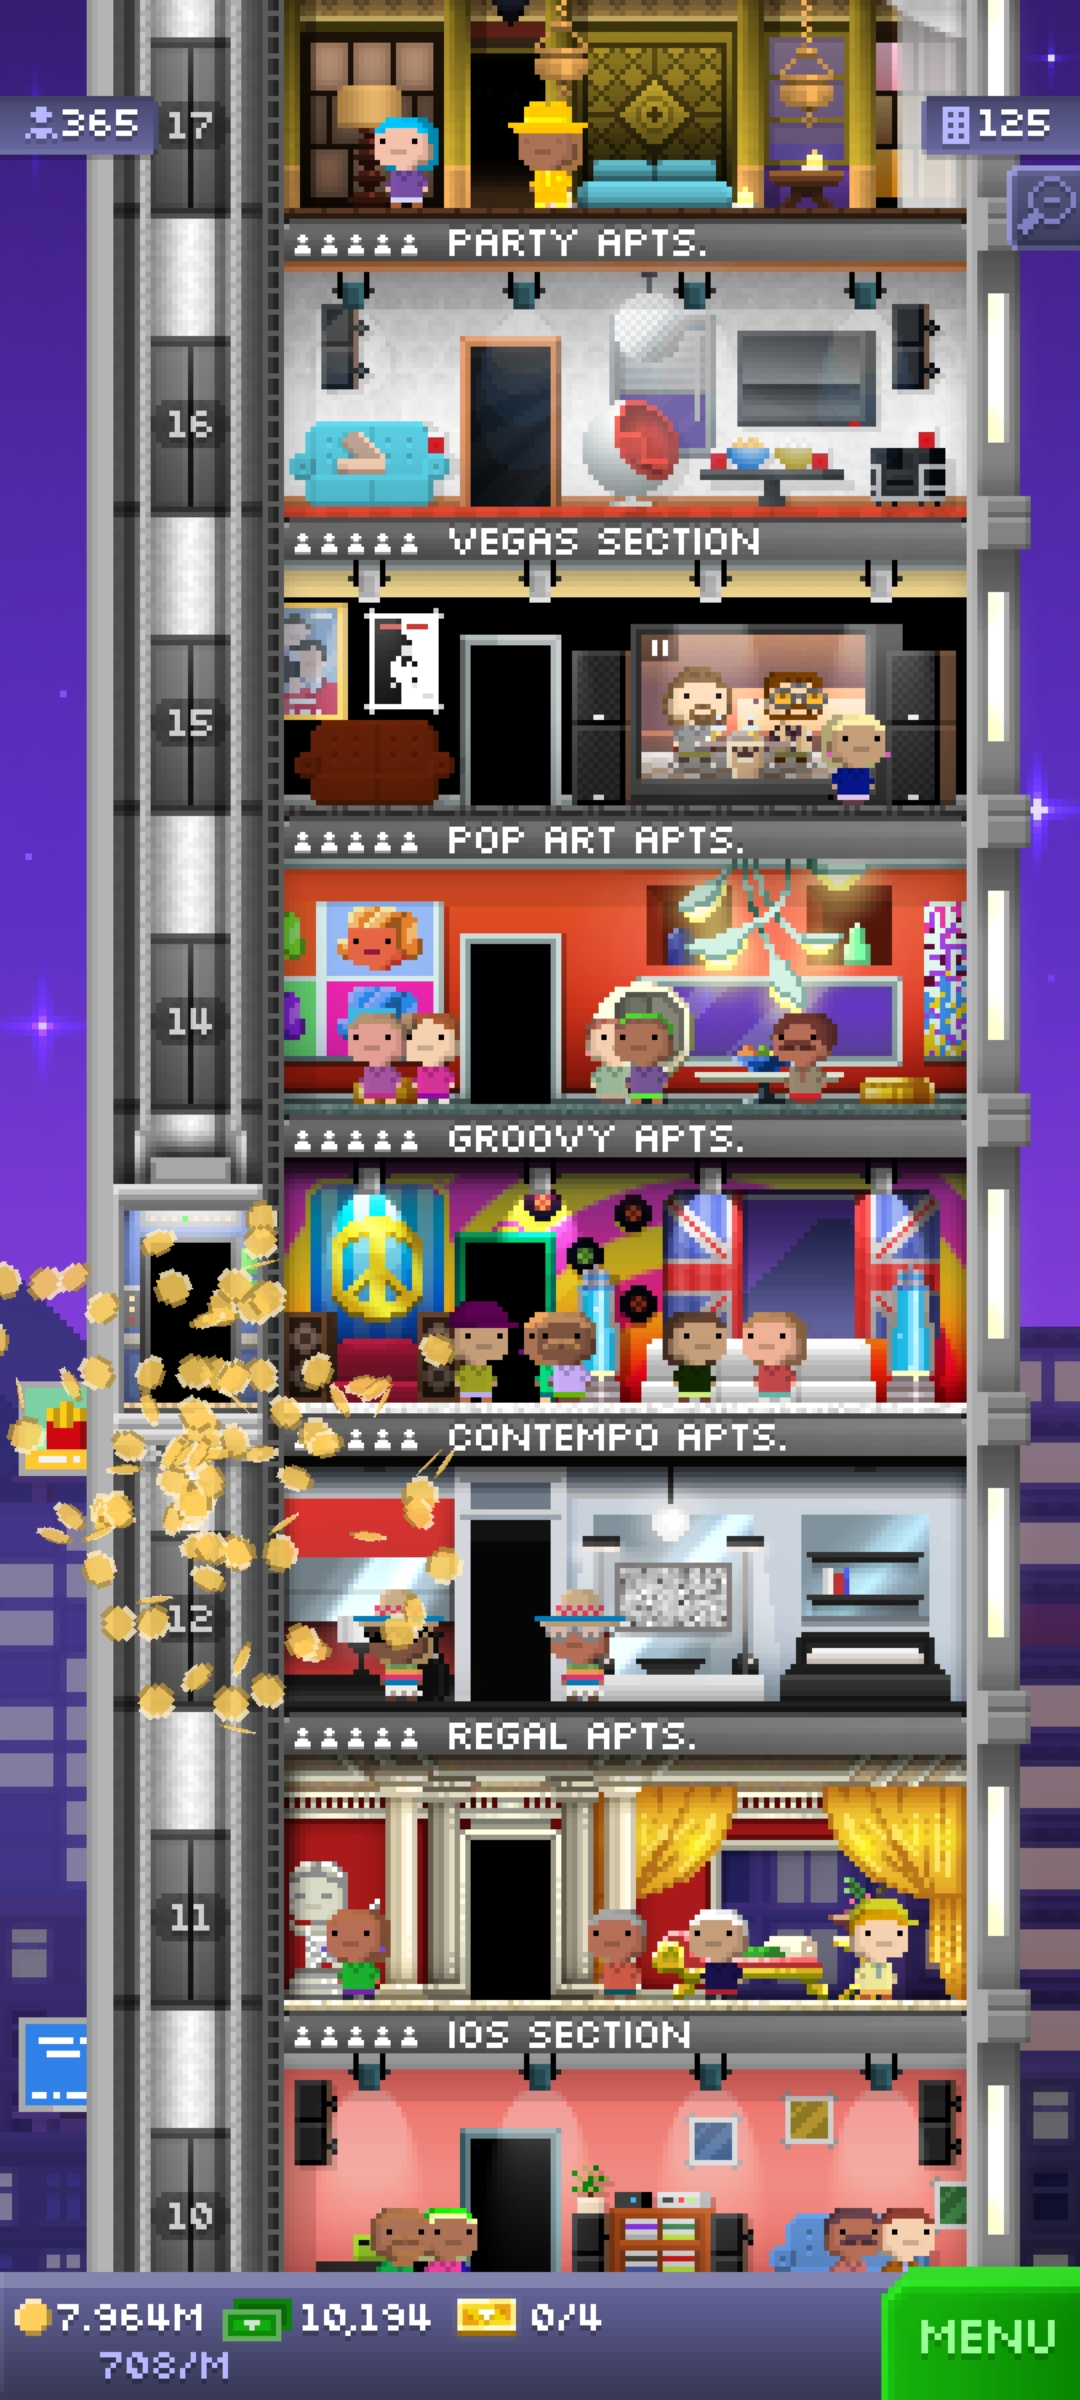 365
17
125
PARTY APTS.
16
VEGAS SECTION
15
POP ART APTS.
14
GROOVY APTS.
CONTEMPO APTS.
12
REGAL APTS.
11
IOS SECTION
10
7.964M 10,194 0/4
708/M
MENU